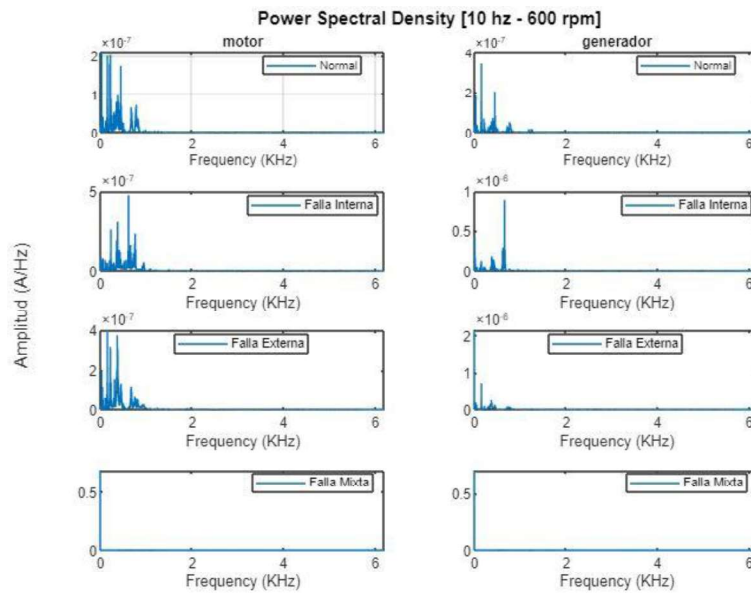 Power Spectral Density [10 hz - 600 rpm]
motor
generador
×10-7
2
1
0
Normal
0 2 4 6
Frequency (KHz)
×10-7
4
2
0
Normal
0 2 4 6
Frequency (KHz)
×10-7
5
0
Falla Interna
0 2 4 6
Frequency (KHz)
×10-6
1
0.5
0
Falla Interna
0 2 4 6
Frequency (KHz)
Amplitud (A/Hz)
×10-7
4
2
0
Falla Externa
0 2 4 6
Frequency (KHz)
×10-6
2
1
0
Falla Externa
0 2 4 6
Frequency (KHz)
0.5
0
Falla Mixta
0 2 4 6
Frequency (KHz)
0.5
0
Falla Mixta
0 2 4 6
Frequency (KHz)